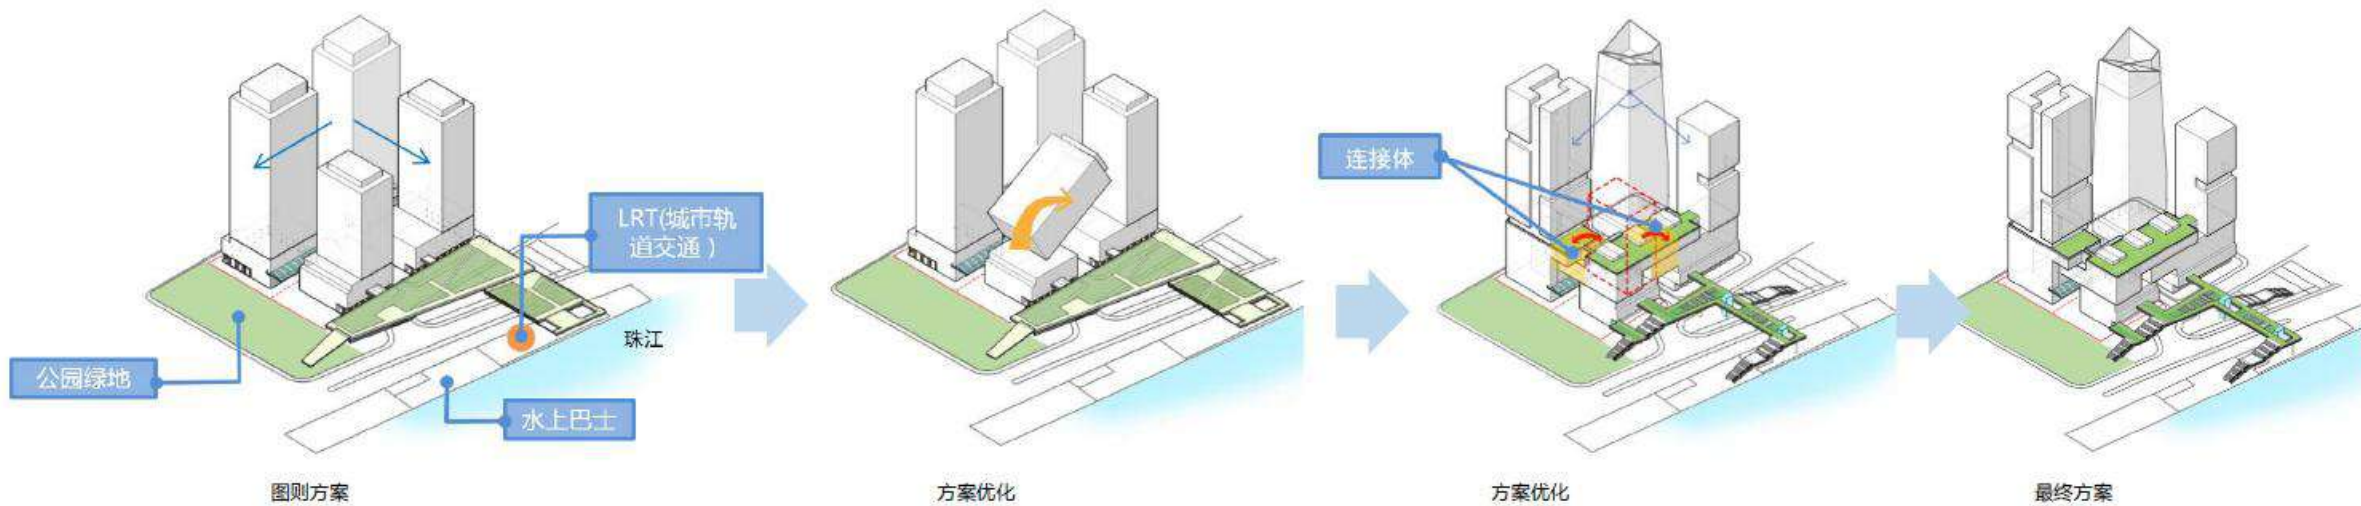 LRT(城市轨
道交通）
珠江
公园绿地
水上巴士
连接体
图则方案
方案优化
方案优化
最终方案